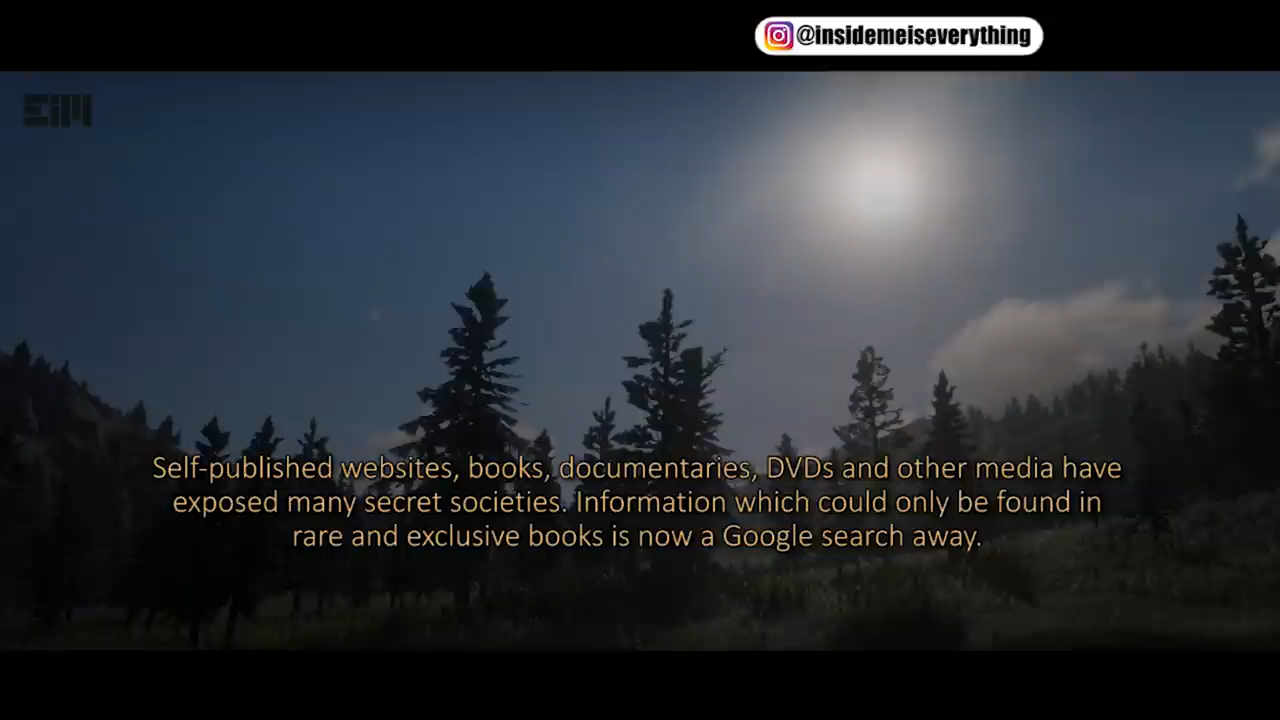 @insidemeiseverything
EiM
Self-published websites, books, documentaries, DVDs and other media have
exposed many secret societies. Information which could only be found in
rare and exclusive books is now a Google search away.